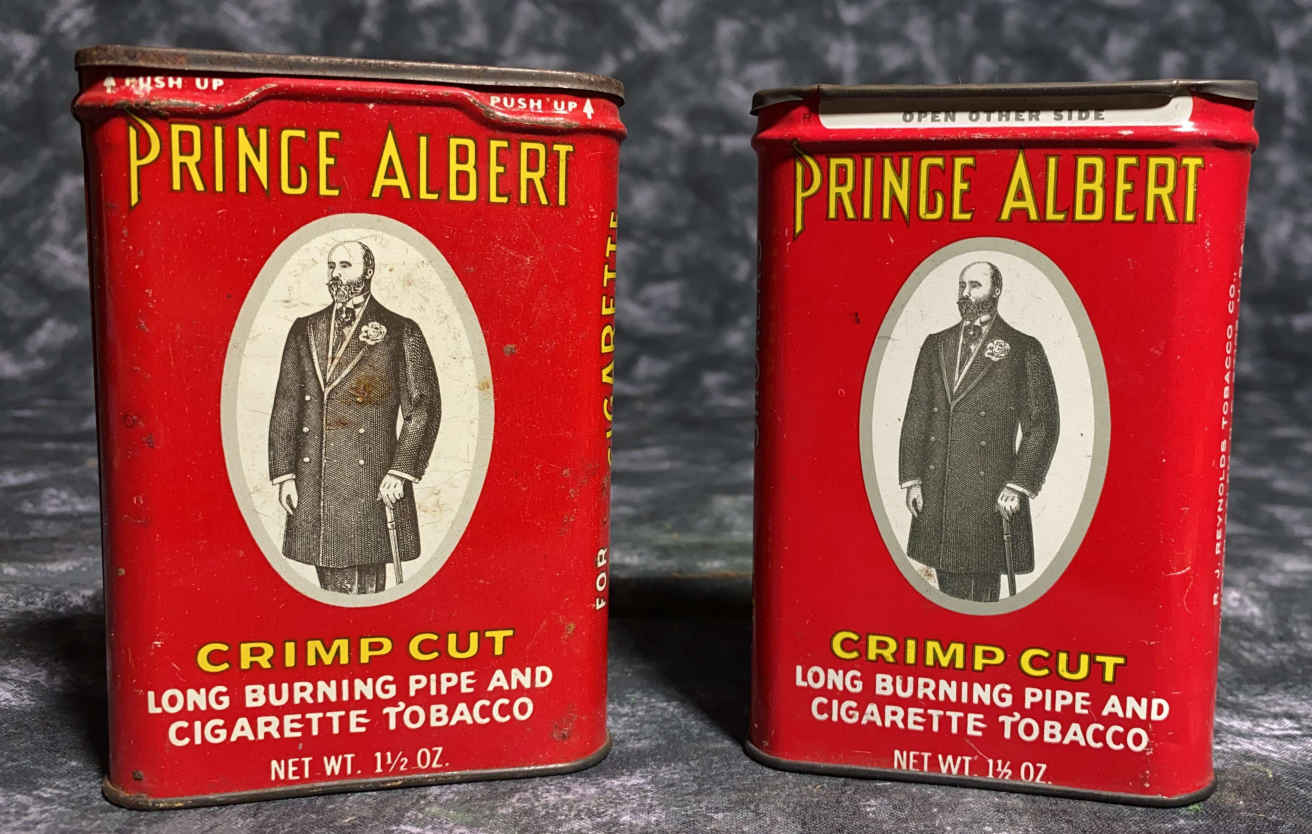 PUSH UP
PUSH UP
PRINCE ALBERT
CRIMP CUT
LONG BURNING PIPE AND
CIGARETTE TOBACCO
NET WT. 1½ OZ.
FOR CIGARETTE
OPEN OTHER SIDE
PRINCE ALBERT
CRIMP CUT
LONG BURNING PIPE AND
CIGARETTE TOBACCO
NET WT. 1½ OZ.
R. J. REYNOLDS TOBACCO CO.